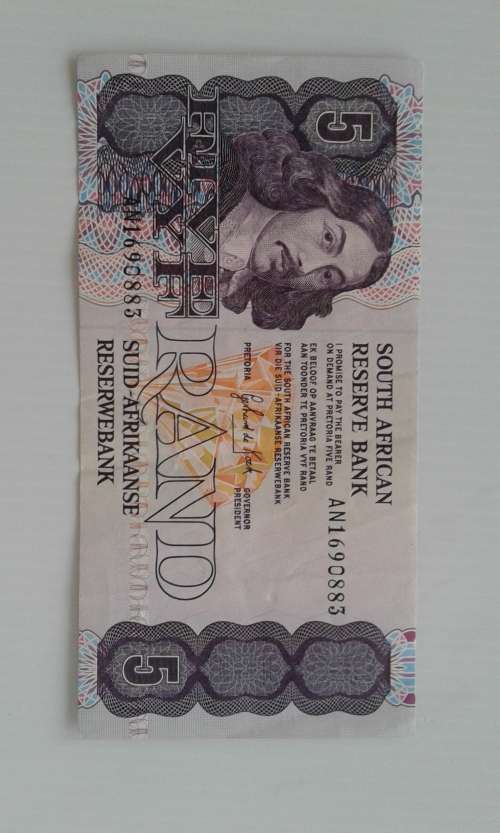 5
SOUTH AFRICAN
RESERVE BANK
I PROMISE TO PAY THE BEARER
ON DEMAND AT PRETORIA FIVE RAND
EK BELOOF OP AANVRAAG TE BETAAL
AAN TOONDER TE PRETORIA VYF RAND
AN1690883
FOR THE SOUTH AFRICAN RESERVE BANK
VIR DIE SUID-AFRIKAANSE RESERWEBANK
PRETORIA
GOVERNOR
PRESIDENT
FIVE
VYF
RAND
AN1690883
SUID-AFRIKAANSE
RESERWEBANK
5